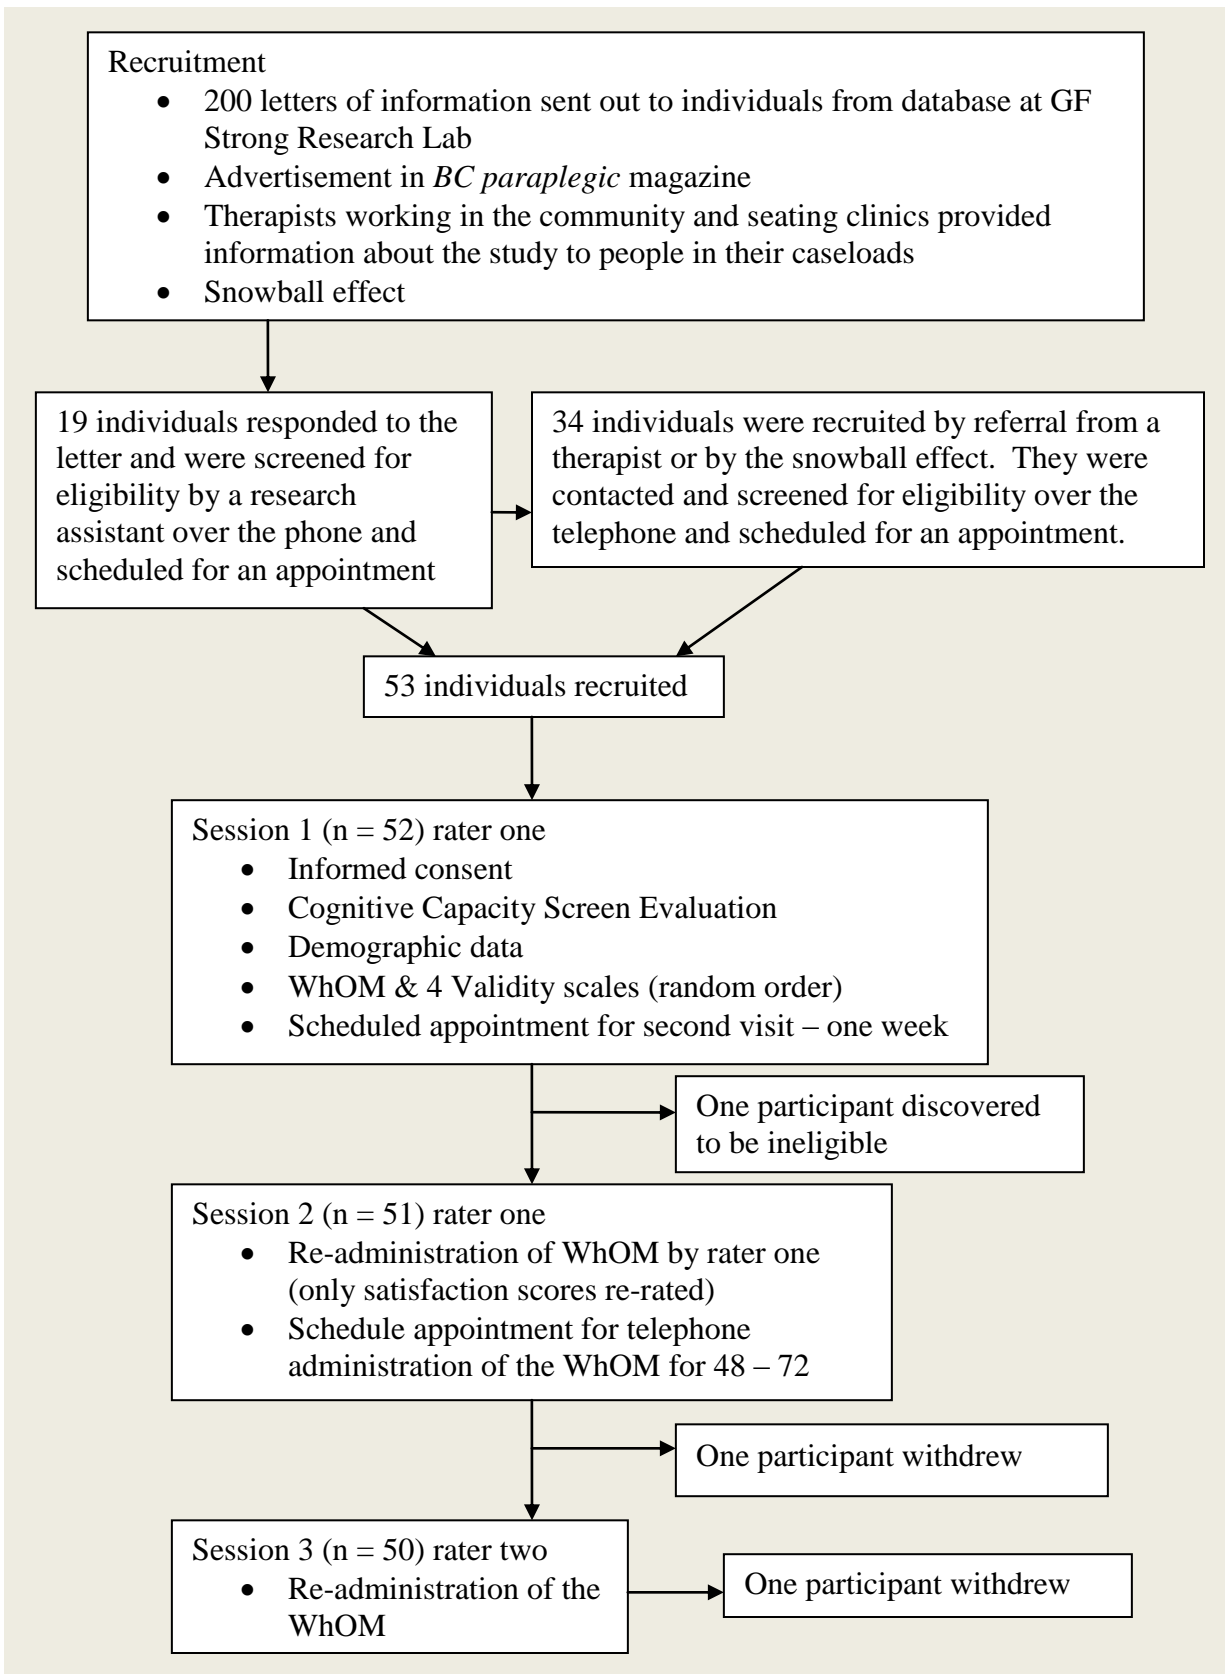 Recruitment
• 200 letters of information sent out to individuals from database at GF
Strong Research Lab
• Advertisement in BC paraplegic magazine
• Therapists working in the community and seating clinics provided
information about the study to people in their caseloads
• Snowball effect
19 individuals responded to the
letter and were screened for
eligibility by a research
assistant over the phone and
scheduled for an appointment
34 individuals were recruited by referral from a
therapist or by the snowball effect. They were
contacted and screened for eligibility over the
telephone and scheduled for an appointment.
53 individuals recruited
Session 1 (n = 52) rater one
• Informed consent
• Cognitive Capacity Screen Evaluation
• Demographic data
• WhOM & 4 Validity scales (random order)
• Scheduled appointment for second visit – one week
One participant discovered
to be ineligible
Session 2 (n = 51) rater one
• Re-administration of WhOM by rater one
(only satisfaction scores re-rated)
• Schedule appointment for telephone
administration of the WhOM for 48 – 72
One participant withdrew
Session 3 (n = 50) rater two
• Re-administration of the
WhOM
One participant withdrew